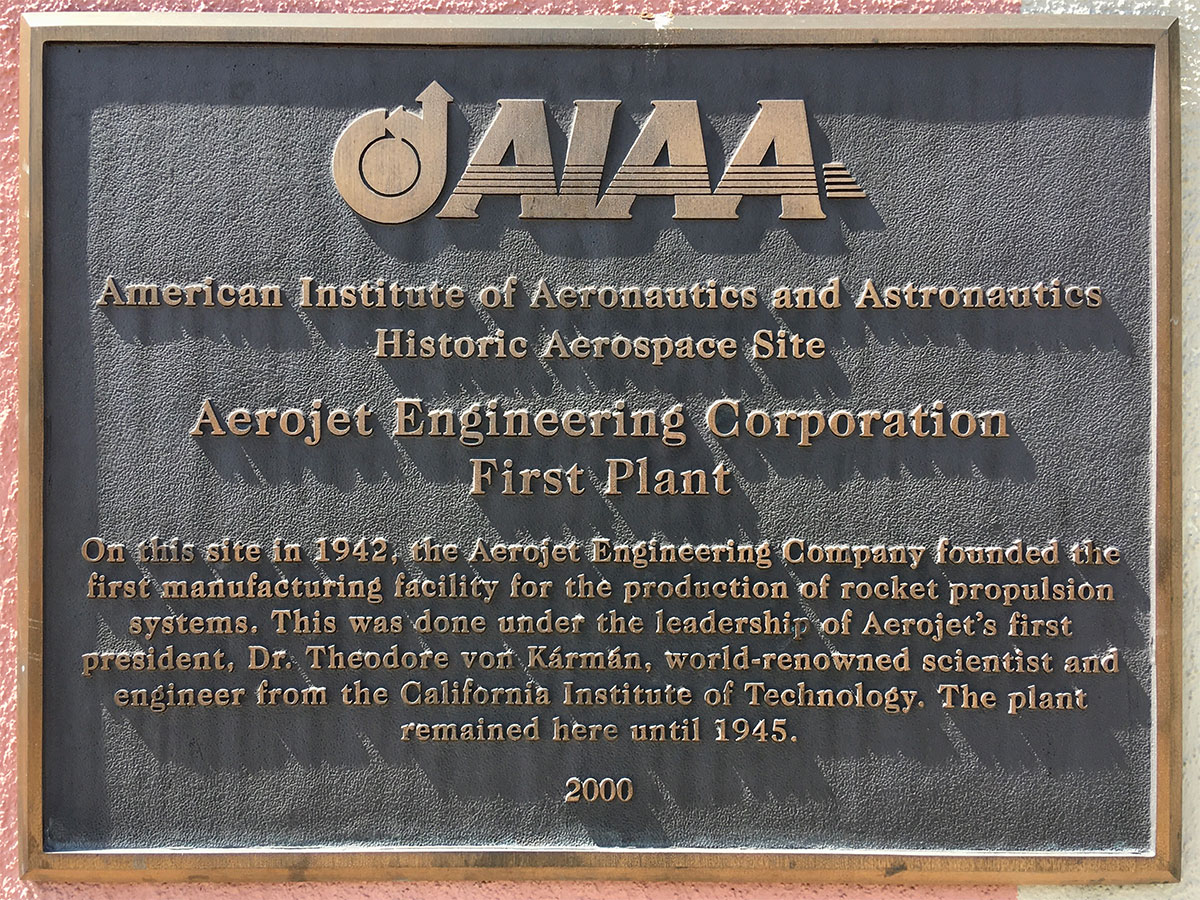 AIAA
American Institute of Aeronautics and Astronautics
Historic Aerospace Site
Aerojet Engineering Corporation
First Plant
On this site in 1942, the Aerojet Engineering Company founded the
first manufacturing facility for the production of rocket propulsion
systems. This was done under the leadership of Aerojet's first
president, Dr. Theodore von Kármán, world-renowned scientist and
engineer from the California Institute of Technology. The plant
remained here until 1945.
2000